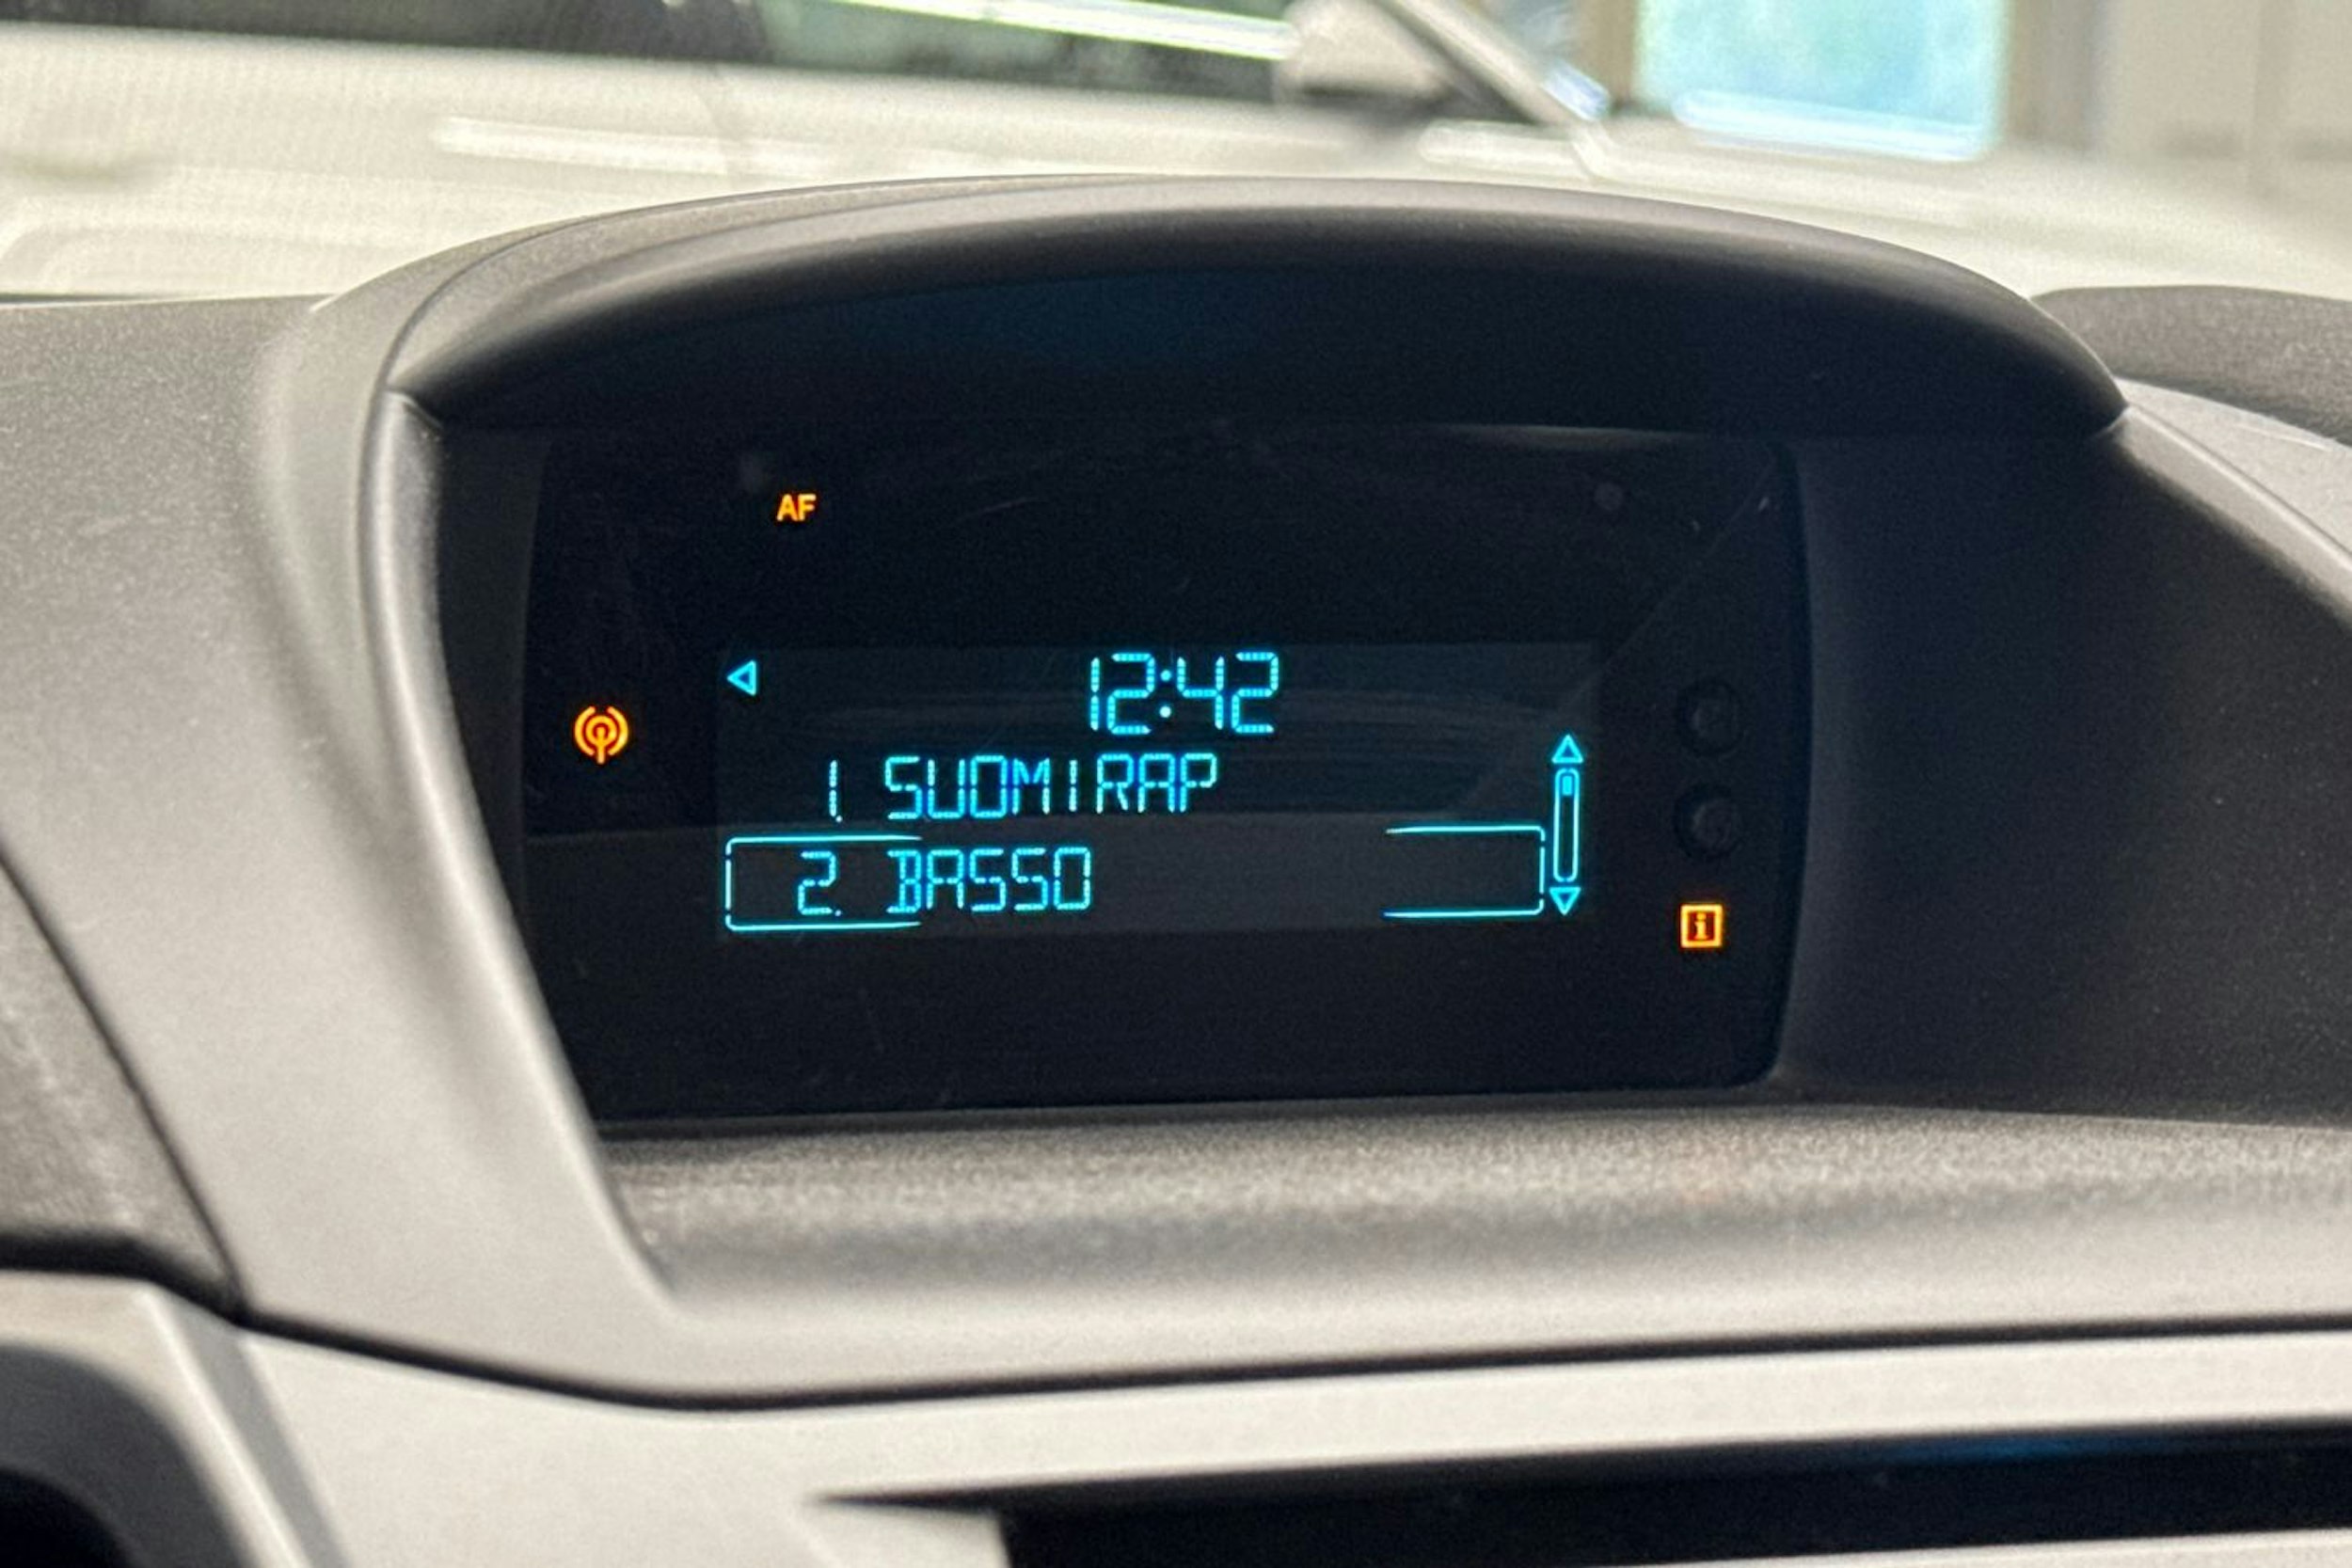 AF
12:42
1. SUOMIRAP
2. BASSO
i